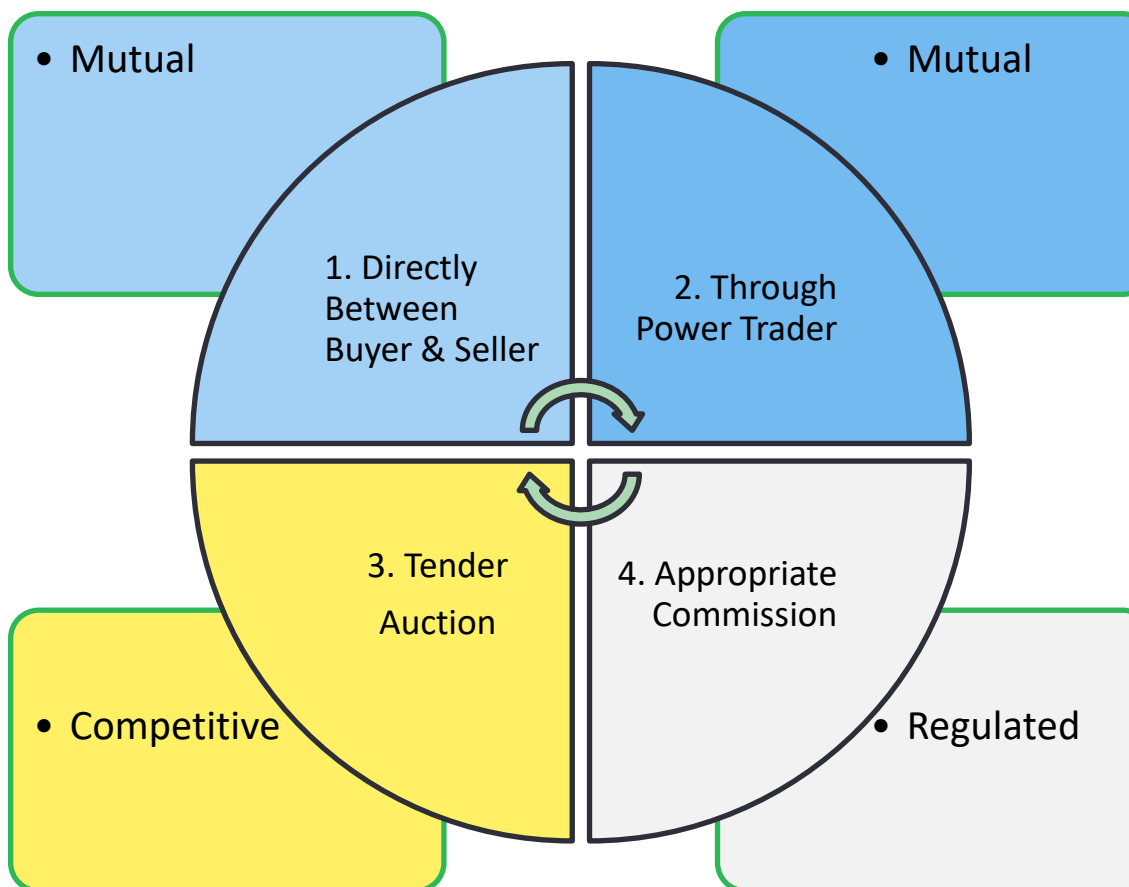 • Mutual
• Mutual
1. Directly
Between
Buyer & Seller
2. Through
Power Trader
3. Tender
Auction
4. Appropriate
Commission
• Competitive
• Regulated